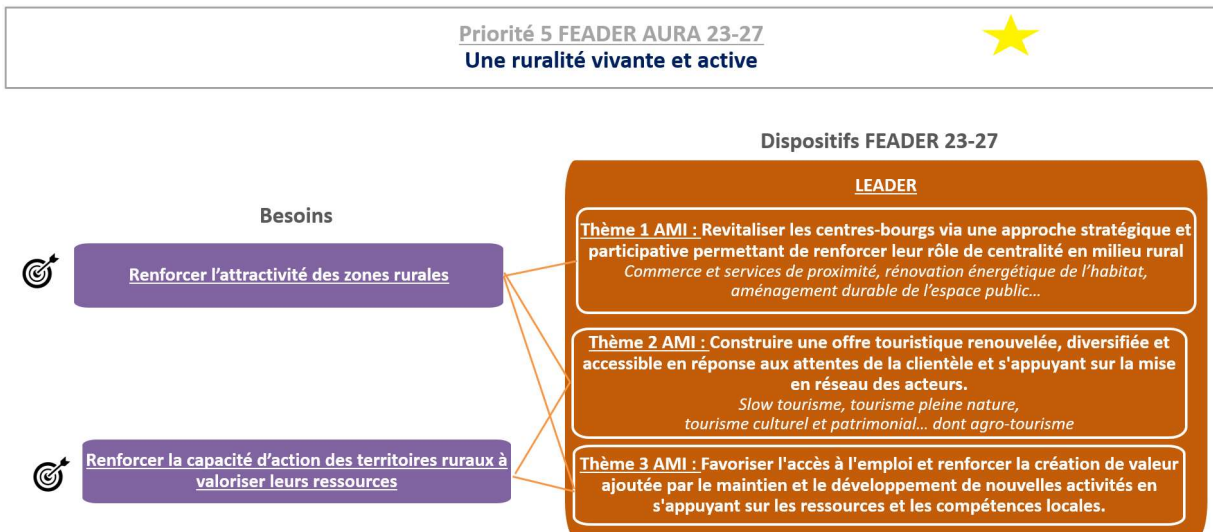 Priorité 5 FEADER AURA 23-27
Une ruralité vivante et active
Dispositifs FEADER 23-27
Besoins
Renforcer l’attractivité des zones rurales
Renforcer la capacité d’action des territoires ruraux à
valoriser leurs ressources
LEADER
Thème 1 AMI : Revitaliser les centres-bourgs via une approche stratégique et
participative permettant de renforcer leur rôle de centralité en milieu rural
Commerce et services de proximité, rénovation énergétique de l’habitat,
aménagement durable de l’espace public…
Thème 2 AMI : Construire une offre touristique renouvelée, diversifiée et
accessible en réponse aux attentes de la clientèle et s'appuyant sur la mise
en réseau des acteurs.
Slow tourisme, tourisme pleine nature,
tourisme culturel et patrimonial… dont agro-tourisme
Thème 3 AMI : Favoriser l'accès à l'emploi et renforcer la création de valeur
ajoutée par le maintien et le développement de nouvelles activités en
s'appuyant sur les ressources et les compétences locales.